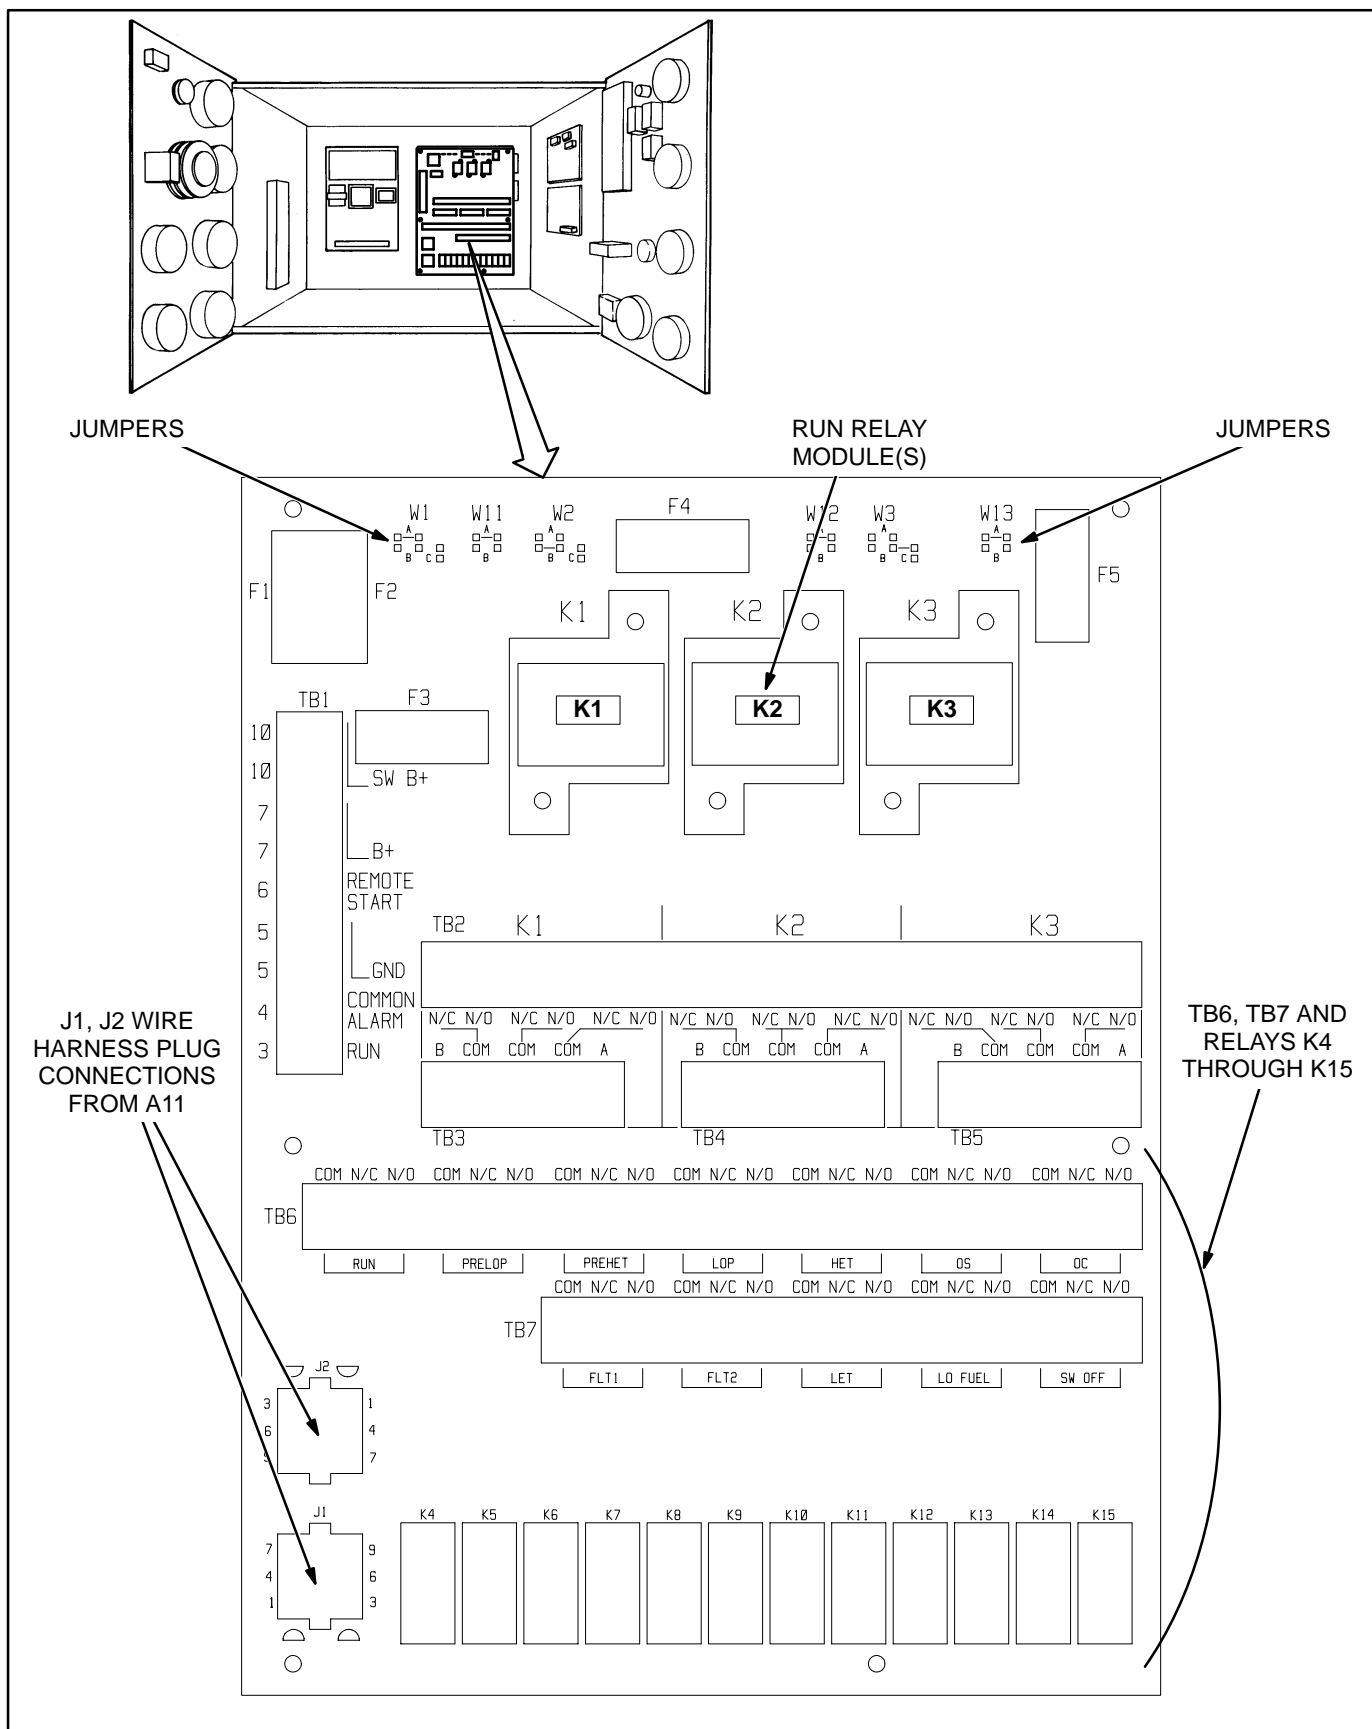 JUMPERS
RUN RELAY
MODULE(S)
JUMPERS
W1 W11 W2 F4 W12 W3 W13
A A A A A A
B C B B C B B C B
F1 F2 F5
K1 K2 K3
K1 K2 K3
TB1 F3
10
10
SW B+
7
7
B+
6 REMOTE
START
5
5
GND
4 COMMON
ALARM
3 RUN
TB2 K1 K2 K3
N/C N/O N/C N/O N/C N/O N/C N/O N/C N/O N/C N/O N/C N/O N/C N/O N/C N/O
B COM COM COM A B COM COM COM A B COM COM COM A
TB3 TB4 TB5
J1, J2 WIRE
HARNESS PLUG
CONNECTIONS
FROM A11
TB6, TB7 AND
RELAYS K4
THROUGH K15
COM N/C N/O COM N/C N/O COM N/C N/O COM N/C N/O COM N/C N/O COM N/C N/O COM N/C N/O
TB6
RUN PRELOP PREHET LOP HET OS OC
COM N/C N/O COM N/C N/O COM N/C N/O COM N/C N/O COM N/C N/O
TB7
FLT1 FLT2 LET LO FUEL SW OFF
J2
3 1
6 4
9 7
J1
7 9
4 6
1 3
K4 K5 K6 K7 K8 K9 K10 K11 K12 K13 K14 K15